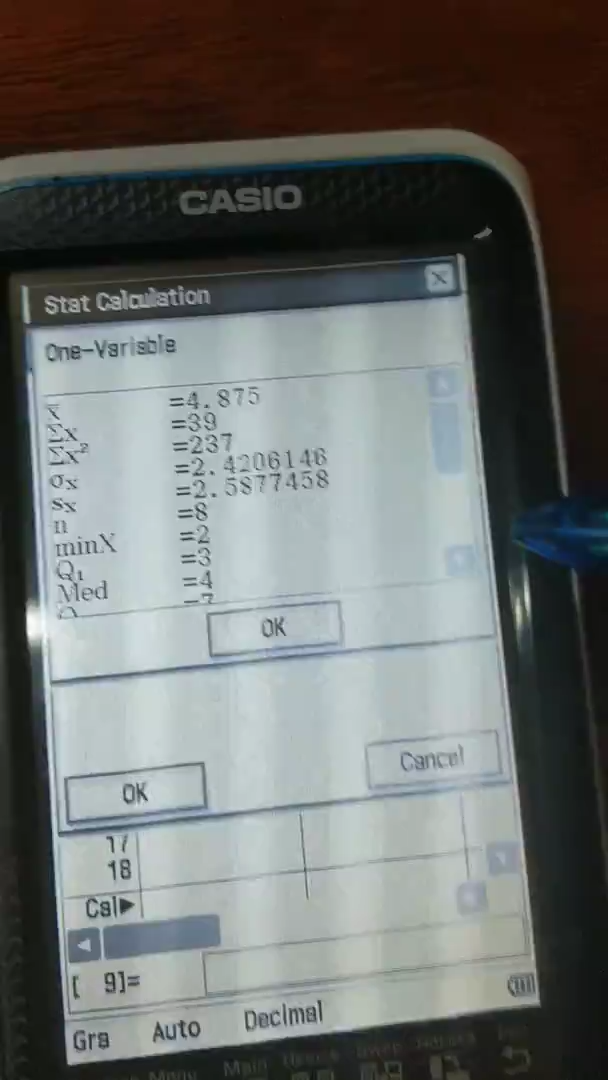 CASIO
Stat Calculation
One-Variable
x̄ =4.875
Σx =39
Σx² =237
σx =2.4206146
sx =2.5877458
n =8
minX =2
Q₁ =3
Med =4
OK
OK Cancel
17
18
Cal▶
[ 9]=
Gra Auto Decimal
Main